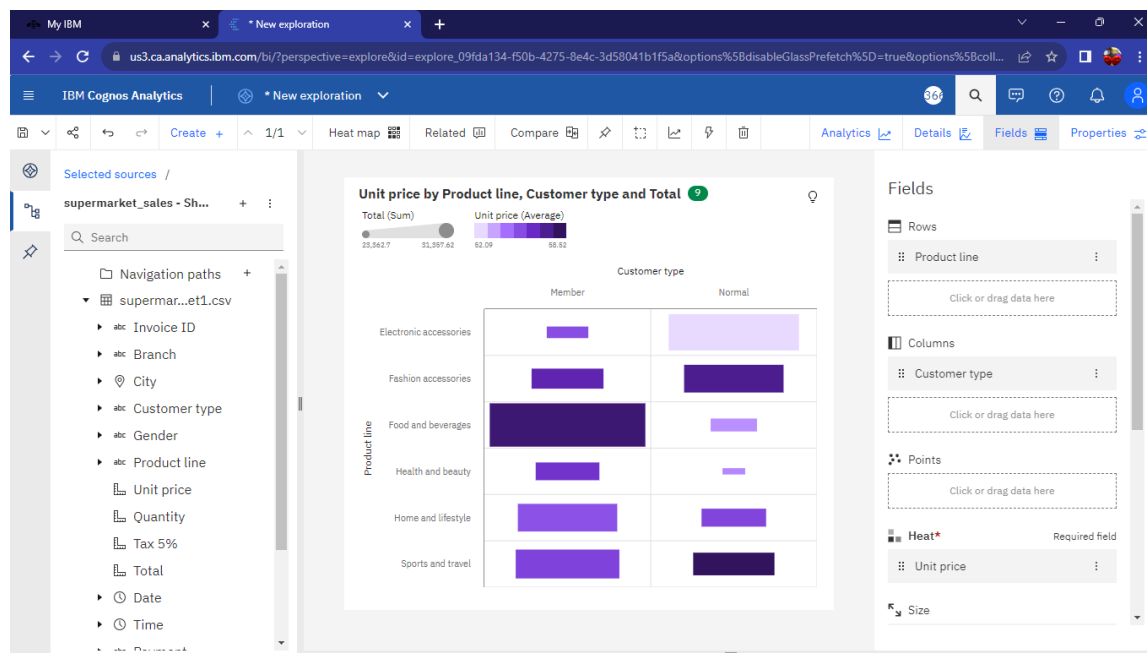 My IBM
* New exploration
us3.ca.analytics.ibm.com/bi/?perspective=explore&id=explore_09fda134-f50b-4275-8e4c-3d58041b1f5a&options%5BdisableGlassPrefetch%5D=true&options%5Bcoll...
IBM Cognos Analytics
* New exploration
366
Create +
1/1
Heat map
Related
Compare
Analytics
Details
Fields
Properties
Selected sources /
supermarket_sales - Sh...
Search
Navigation paths
supermar...et1.csv
abc Invoice ID
abc Branch
City
abc Customer type
abc Gender
abc Product line
Unit price
Quantity
Tax 5%
Total
Date
Time
Unit price by Product line, Customer type and Total 9
Total (Sum)
23,362.7 31,357.62
Unit price (Average)
52.09 58.52
Customer type
Member Normal
Product line
Electronic accessories
Fashion accessories
Food and beverages
Health and beauty
Home and lifestyle
Sports and travel
Fields
Rows
Product line
Click or drag data here
Columns
Customer type
Click or drag data here
Points
Click or drag data here
Heat* Required field
Unit price
Size